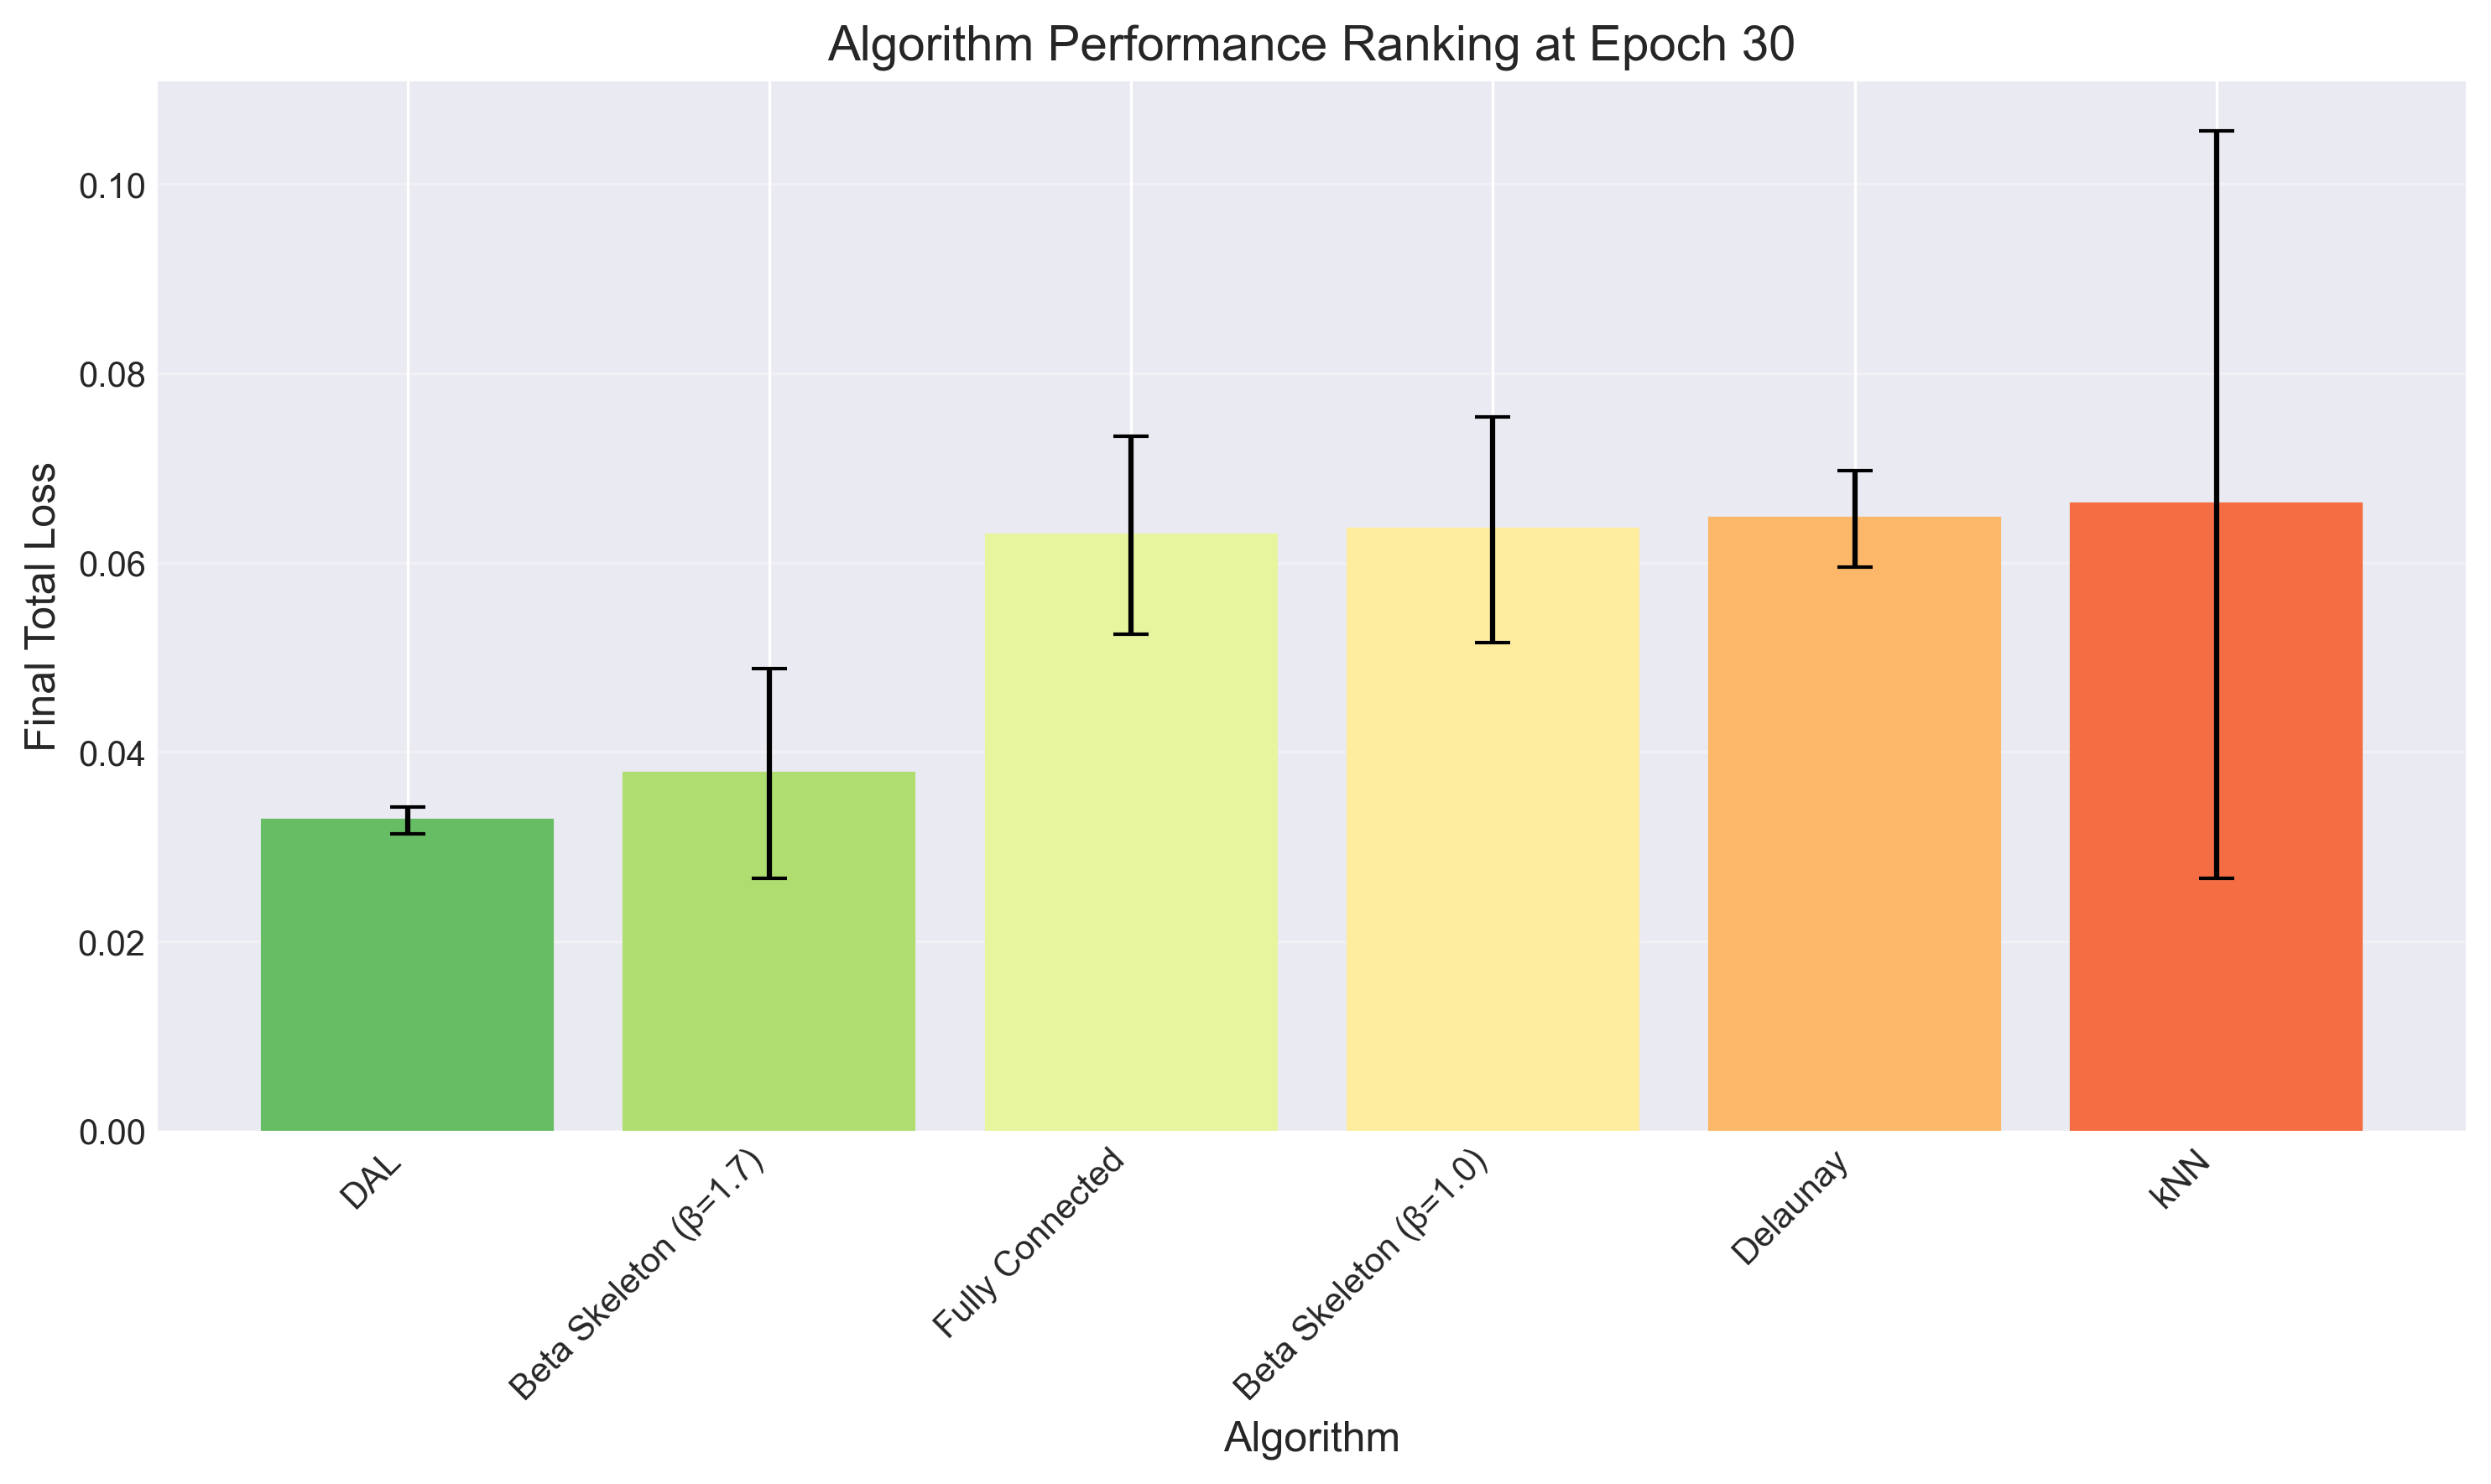 Algorithm Performance Ranking at Epoch 30
Final Total Loss
0.10
0.08
0.06
0.04
0.02
0.00
DAL
Beta Skeleton (β=1.7)
Fully Connected
Beta Skeleton (β=1.0)
Delaunay
kNN
Algorithm